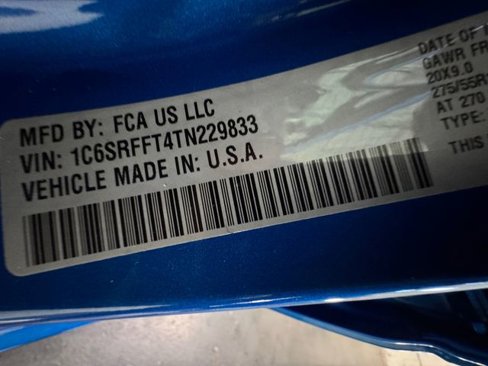 MFD BY: FCA US LLC
VIN: 1C6SRFFT4TN229833
VEHICLE MADE IN: U.S.A.
DATE OF
GAWR FR
20X9.0
275/55R
AT 270
TYPE:
THIS